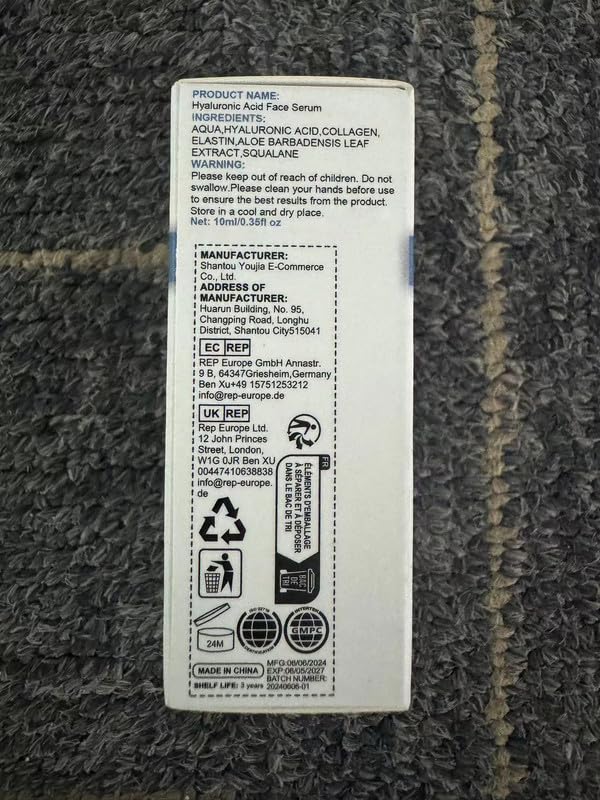 PRODUCT NAME:
Hyaluronic Acid Face Serum
INGREDIENTS:
AQUA,HYALURONIC ACID,COLLAGEN,
ELASTIN,ALOE BARBADENSIS LEAF
EXTRACT,SQUALANE
WARNING:
Please keep out of reach of children. Do not
swallow.Please clean your hands before use
to ensure the best results from the product.
Store in a cool and dry place.
Net: 10ml/0.35fl oz
MANUFACTURER:
Shantou Youjia E-Commerce
Co., Ltd.
ADDRESS OF
MANUFACTURER:
Huarun Building, No. 95,
Changping Road, Longhu
District, Shantou City515041
EC REP
REP Europe GmbH Annastr.
9 B, 64347Griesheim,Germany
Ben Xu+49 15751253212
info@rep-europe.de
UK REP
Rep Europe Ltd.
12 John Princes
Street, London,
W1G 0JR Ben XU
00447410638838
info@rep-europe.
de
FR
ÉLÉMENTS D'EMBALLAGE
À SÉPARER ET À DÉPOSER
DANS LE BAC DE TRI
BAC
DE
TRI
24M
ISO 22716
GMPC
MADE IN CHINA
SHELF LIFE: 3 years
MFG:06/06/2024
EXP:06/05/2027
BATCH NUMBER:
20240606-01